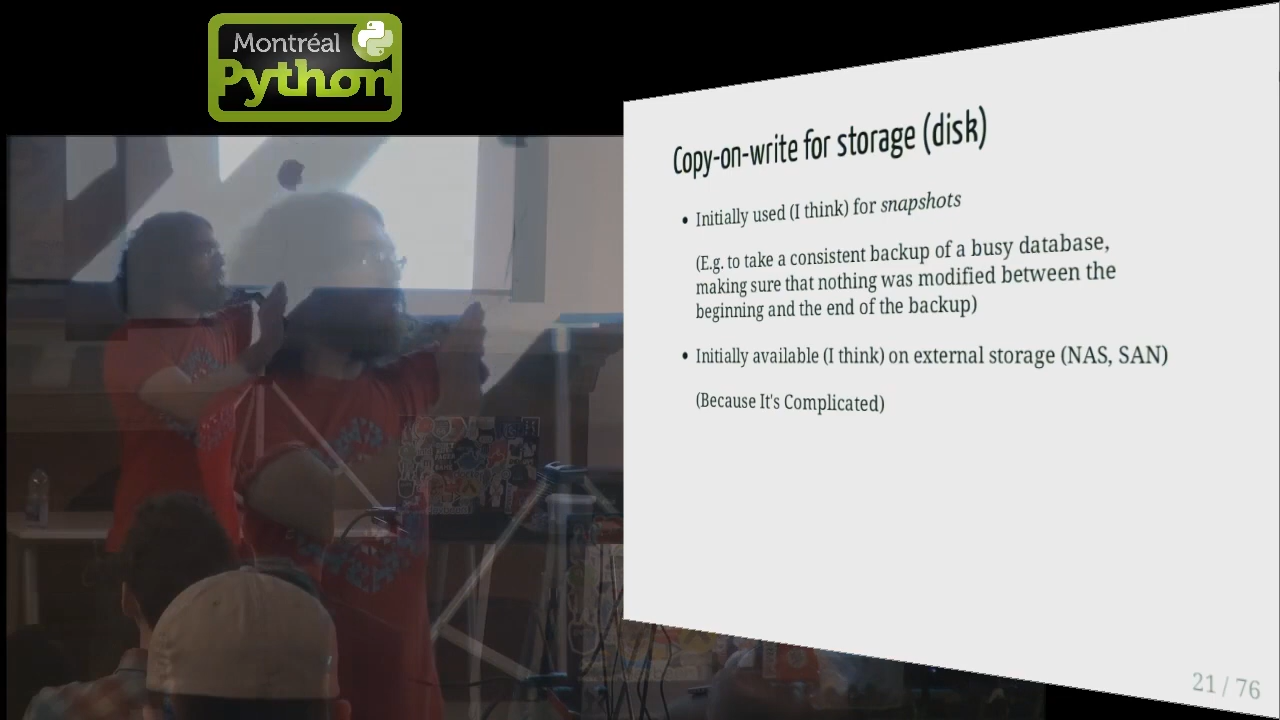 Montréal
Python
Copy-on-write for storage (disk)
• Initially used (I think) for snapshots
(E.g. to take a consistent backup of a busy database,
making sure that nothing was modified between the
beginning and the end of the backup)
• Initially available (I think) on external storage (NAS, SAN)
(Because It's Complicated)
21 / 76